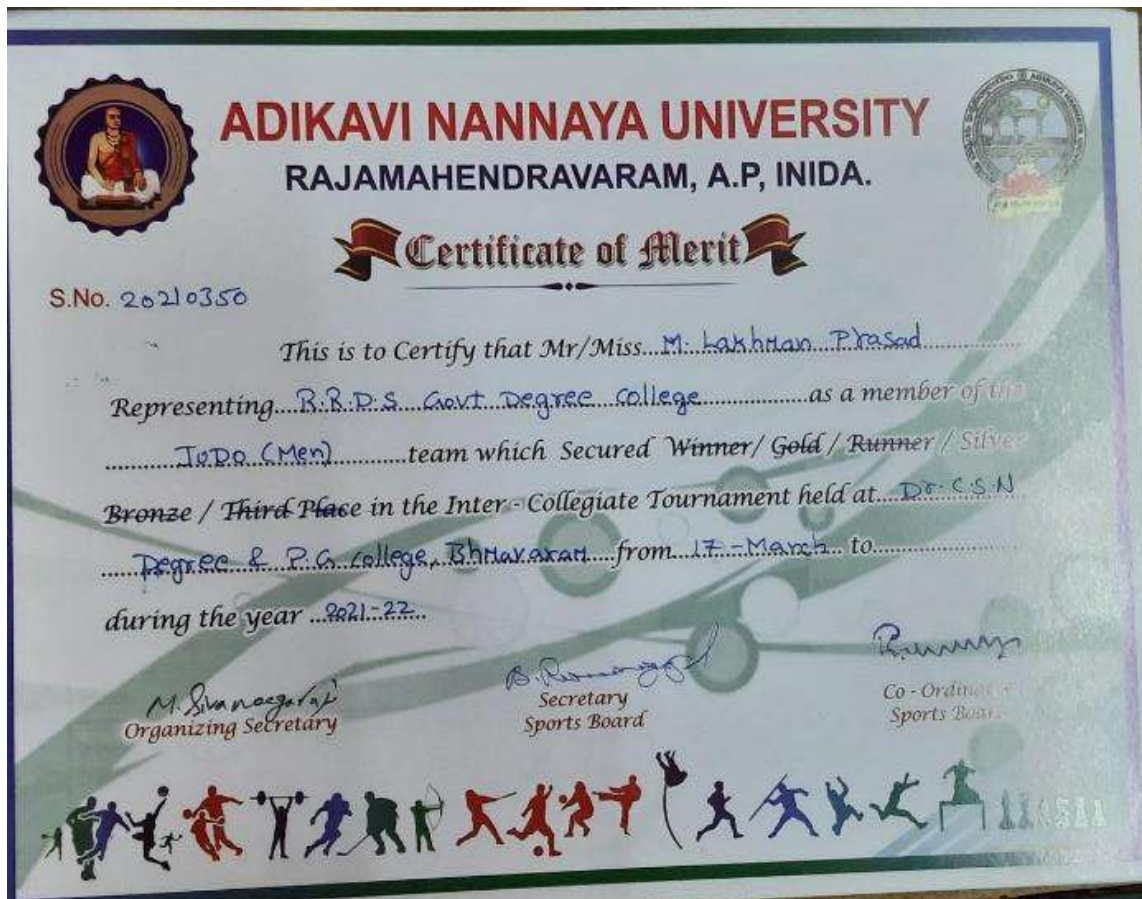 ADIKAVI NANNAYA UNIVERSITY
RAJAMAHENDRAVARAM, A.P, INIDA.
Certificate of Merit
S.No. 20210350
This is to Certify that Mr/Miss... M. Lakhman Prasad
Representing... R.R.D.S Govt Degree College ... as a member of the
JUDO (Men) ... team which Secured Winner / Gold / Runner / Silver
Bronze / Third Place in the Inter - Collegiate Tournament held at... Dr. C.S.N
Degree & P.G college, Bhimavaram ... from ... 17 - March ... to...
during the year ... 2021-22...
M. Sivanagaraju
Organizing Secretary
Secretary
Sports Board
Co - Ordinator
Sports Board